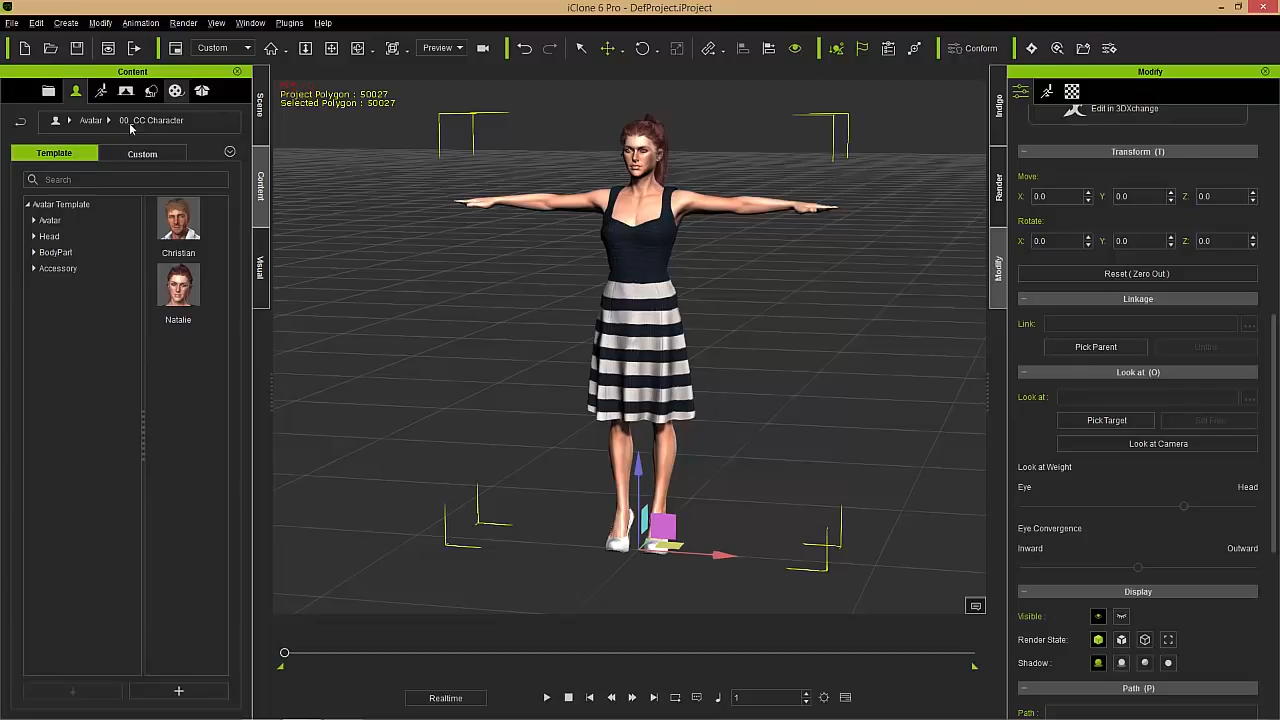 iClone 6 Pro - DefProject.iProject
File Edit Create Modify Animation Render View Window Plugins Help
Custom
Preview
Conform
Content
Avatar 00_CC Character
Template Custom
Search
Avatar Template
Avatar
Head
BodyPart
Accessory
Christian
Natalie
Scene
Content
Visual
Project Polygon : 50027
Selected Polygon : 50027
Realtime
1
Indigo
Render
Modify
Modify
Edit in 3DXchange
Transform (T)
Move:
X: 0.0 Y: 0.0 Z: 0.0
Rotate:
X: 0.0 Y: 0.0 Z: 0.0
Reset ( Zero Out )
Linkage
Link:
Pick Parent
Look at (O)
Look at :
Pick Target Set Free
Look at Camera
Look at Weight
Eye Head
Eye Convergence
Inward Outward
Display
Visible :
Render State:
Shadow :
Path (P)
Path :